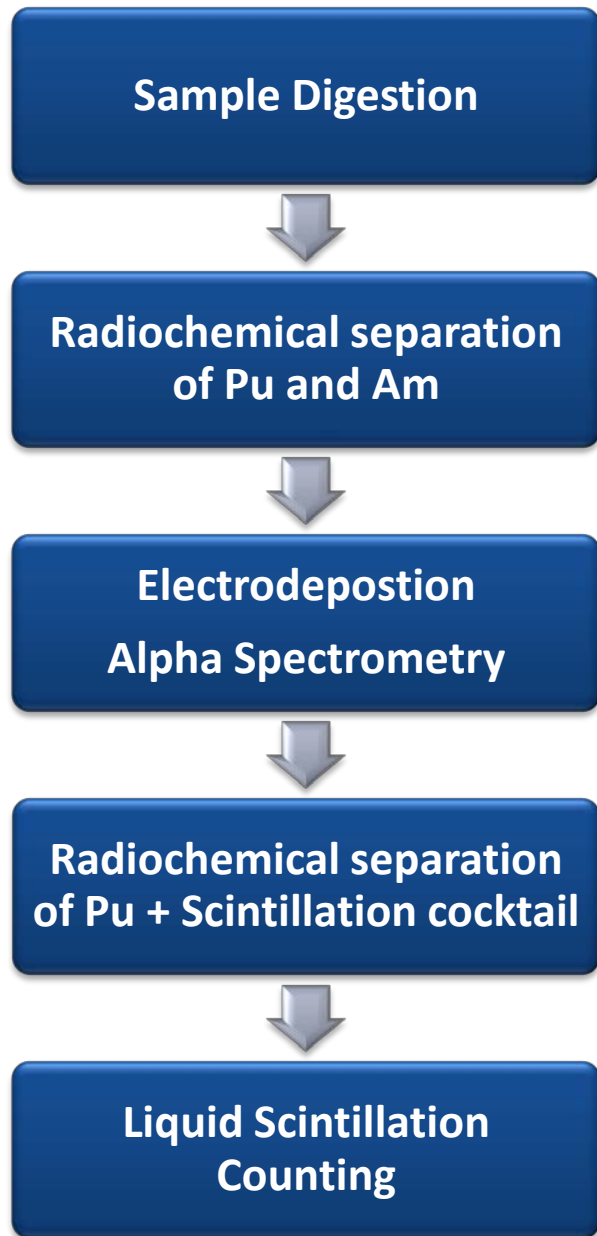 Sample Digestion
Radiochemical separation
of Pu and Am
Electrodepostion
Alpha Spectrometry
Radiochemical separation
of Pu + Scintillation cocktail
Liquid Scintillation
Counting